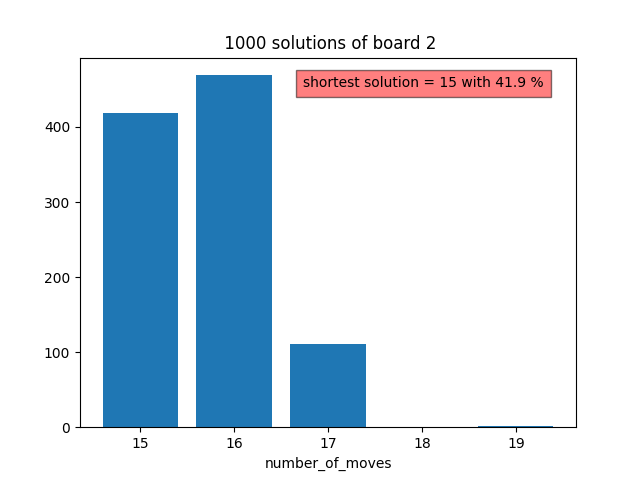 1000 solutions of board 2
shortest solution = 15 with 41.9 %
400
300
200
100
0
15 16 17 18 19
number_of_moves